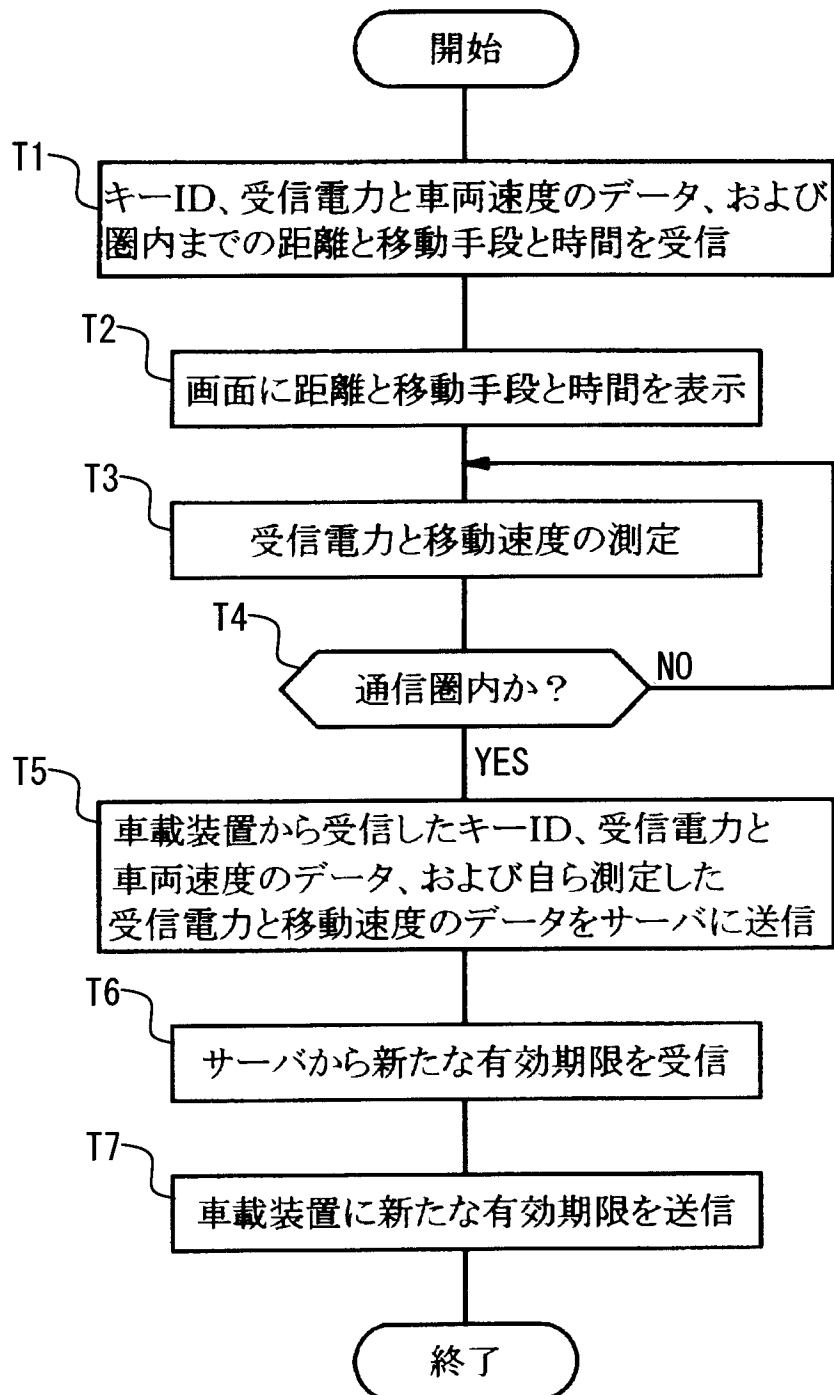 開始
T1
キーID、受信電力と車両速度のデータ、および
圏内までの距離と移動手段と時間を受信
T2
画面に距離と移動手段と時間を表示
T3
受信電力と移動速度の測定
T4
通信圏内か？
NO
YES
T5
車載装置から受信したキーID、受信電力と
車両速度のデータ、および自ら測定した
受信電力と移動速度のデータをサーバに送信
T6
サーバから新たな有効期限を受信
T7
車載装置に新たな有効期限を送信
終了